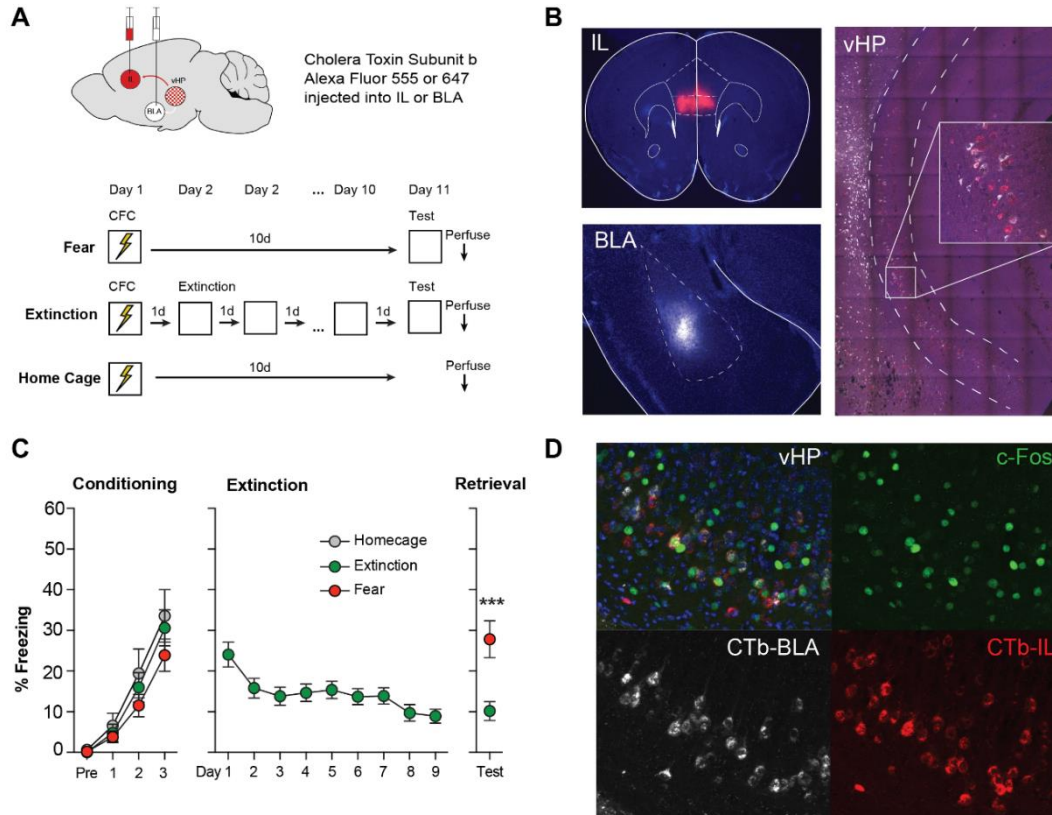 A
IL
vHP
BLA
Cholera Toxin Subunit b
Alexa Fluor 555 or 647
injected into IL or BLA
Day 1 Day 2 Day 2 ... Day 10 Day 11
CFC Test
Fear 10d Perfuse
CFC Extinction Test
Extinction 1d 1d 1d ... 1d Perfuse
CFC
Home Cage 10d Perfuse
B
IL
BLA
vHP
C
Conditioning Extinction Retrieval
% Freezing
60
50
40
30
20
10
0
Homecage
Extinction
Fear
***
Pre 1 2 3
Day 1 2 3 4 5 6 7 8 9
Test
D
vHP c-Fos
CTb-BLA CTb-IL